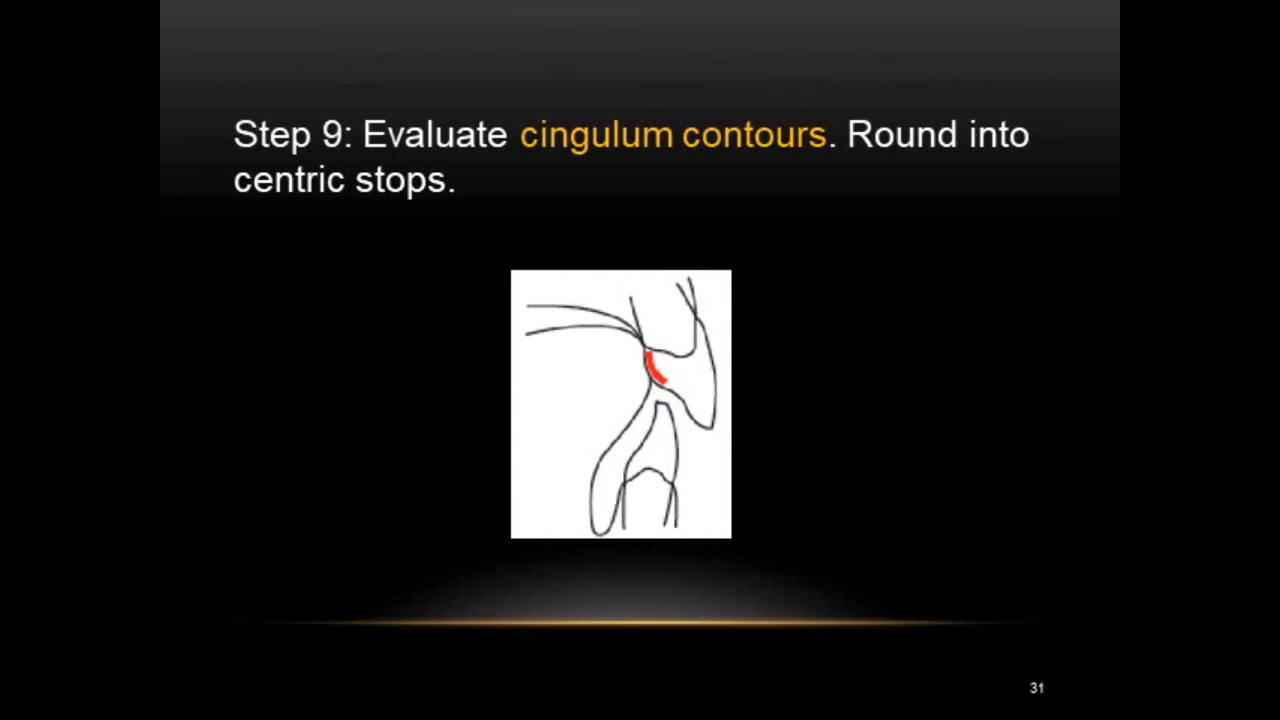 Step 9: Evaluate cingulum contours. Round into
centric stops.
31